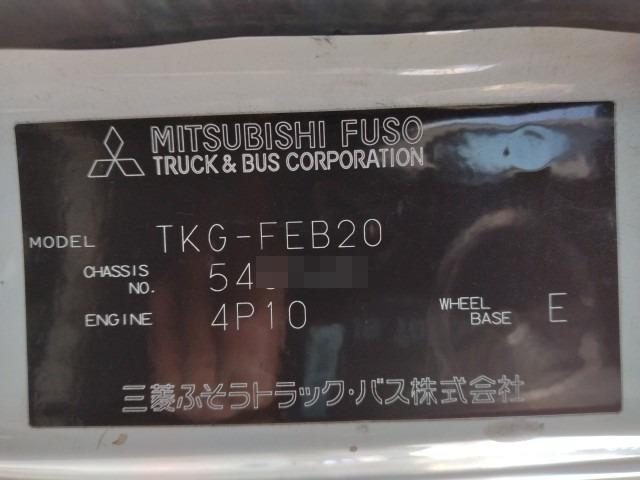 MITSUBISHI FUSO
TRUCK & BUS CORPORATION
MODEL TKG-FEB20
CHASSIS NO. 54
ENGINE 4P10
WHEEL BASE E
三菱ふそうトラック・バス株式会社